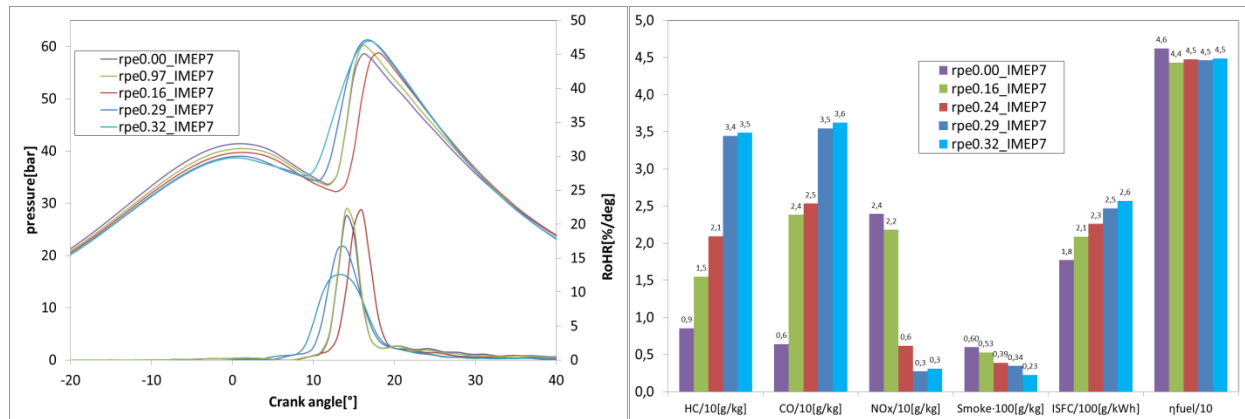 pressure[bar]
60
50
40
30
20
10
0
rpe0.00_IMEP7
rpe0.97_IMEP7
rpe0.16_IMEP7
rpe0.29_IMEP7
rpe0.32_IMEP7
50
45
40
35
30
25
20
15
10
5
0
RoHR[%/deg]
-20 -10 0 10 20 30 40
Crank angle[°]
5,0
4,5
4,0
3,5
3,0
2,5
2,0
1,5
1,0
0,5
0,0
rpe0.00_IMEP7
rpe0.16_IMEP7
rpe0.24_IMEP7
rpe0.29_IMEP7
rpe0.32_IMEP7
0,9 1,5 2,1 3,4 3,5
0,6 2,4 2,5 3,5 3,6
2,4 2,2 0,6 0,3 0,3
0,60 0,53 0,39 0,34 0,23
1,8 2,1 2,3 2,5 2,6
4,6 4,4 4,5 4,5 4,5
HC/10[g/kg] CO/10[g/kg] NOx/10[g/kg] Smoke·100[g/kg] ISFC/100[g/kWh] ηfuel/10